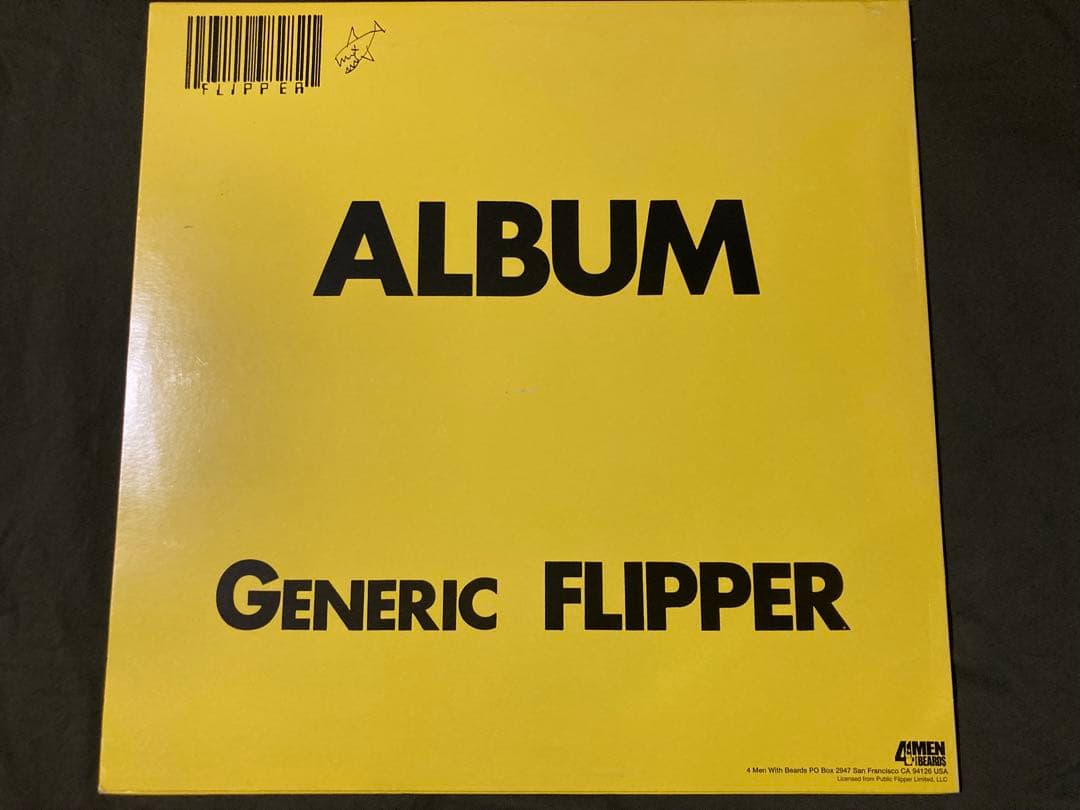 FLIPPER
ALBUM
GENERIC FLIPPER
4 MEN
BEARDS
4 Men With Beards PO Box 2947 San Francisco CA 94126 USA
Licensed from Public Flipper Limited, LLC